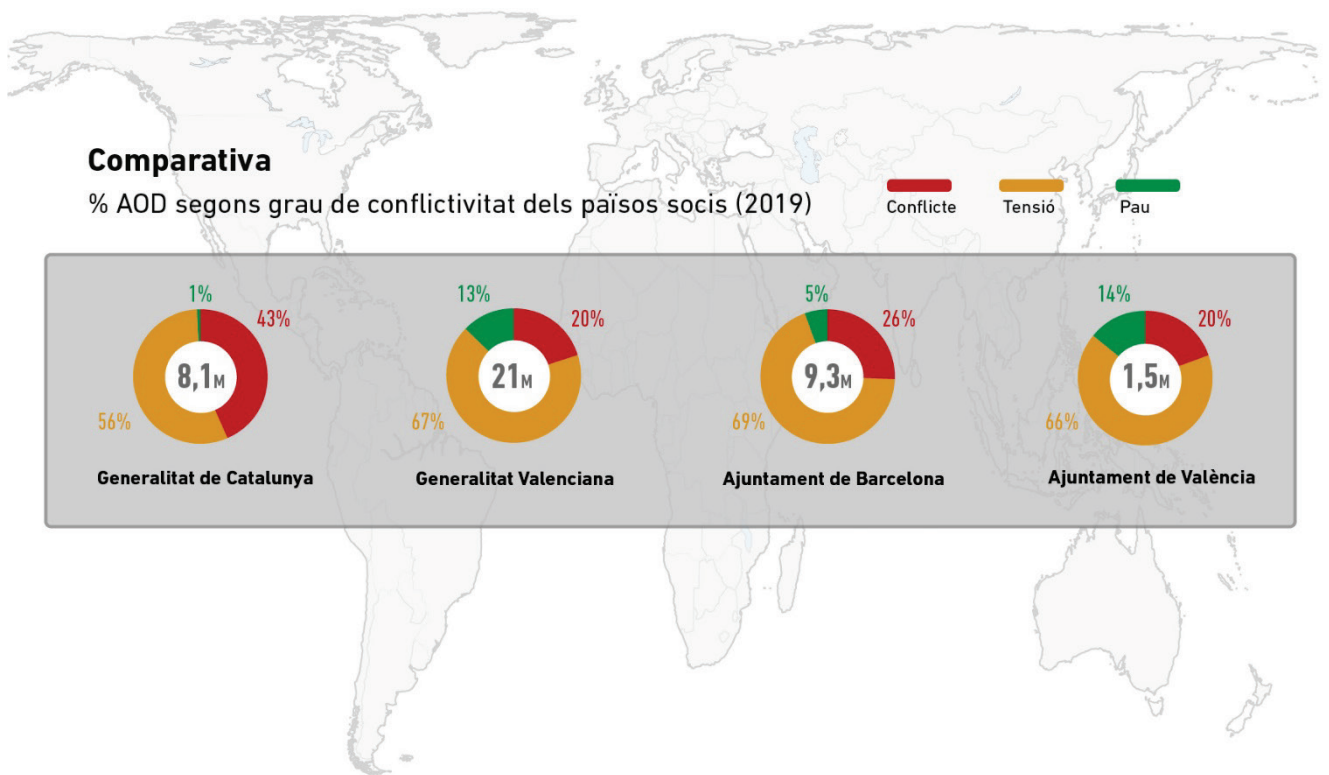 Comparativa
% AOD segons grau de conflictivitat dels països socis (2019)
Conflicte
Tensió
Pau
1%
43%
8,1M
56%
Generalitat de Catalunya
13%
20%
21M
67%
Generalitat Valenciana
5%
26%
9,3M
69%
Ajuntament de Barcelona
14%
20%
1,5M
66%
Ajuntament de València